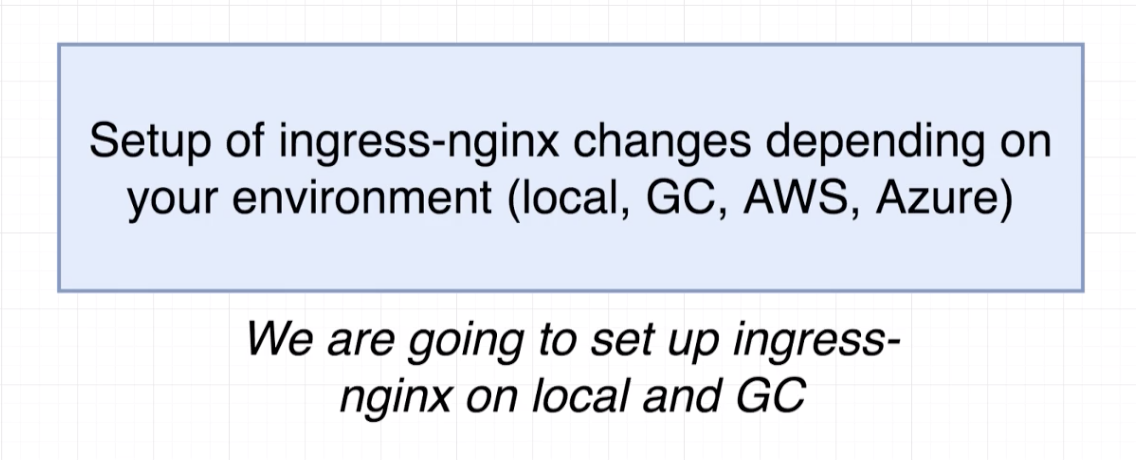 Setup of ingress-nginx changes depending on
your environment (local, GC, AWS, Azure)
We are going to set up ingress-
nginx on local and GC